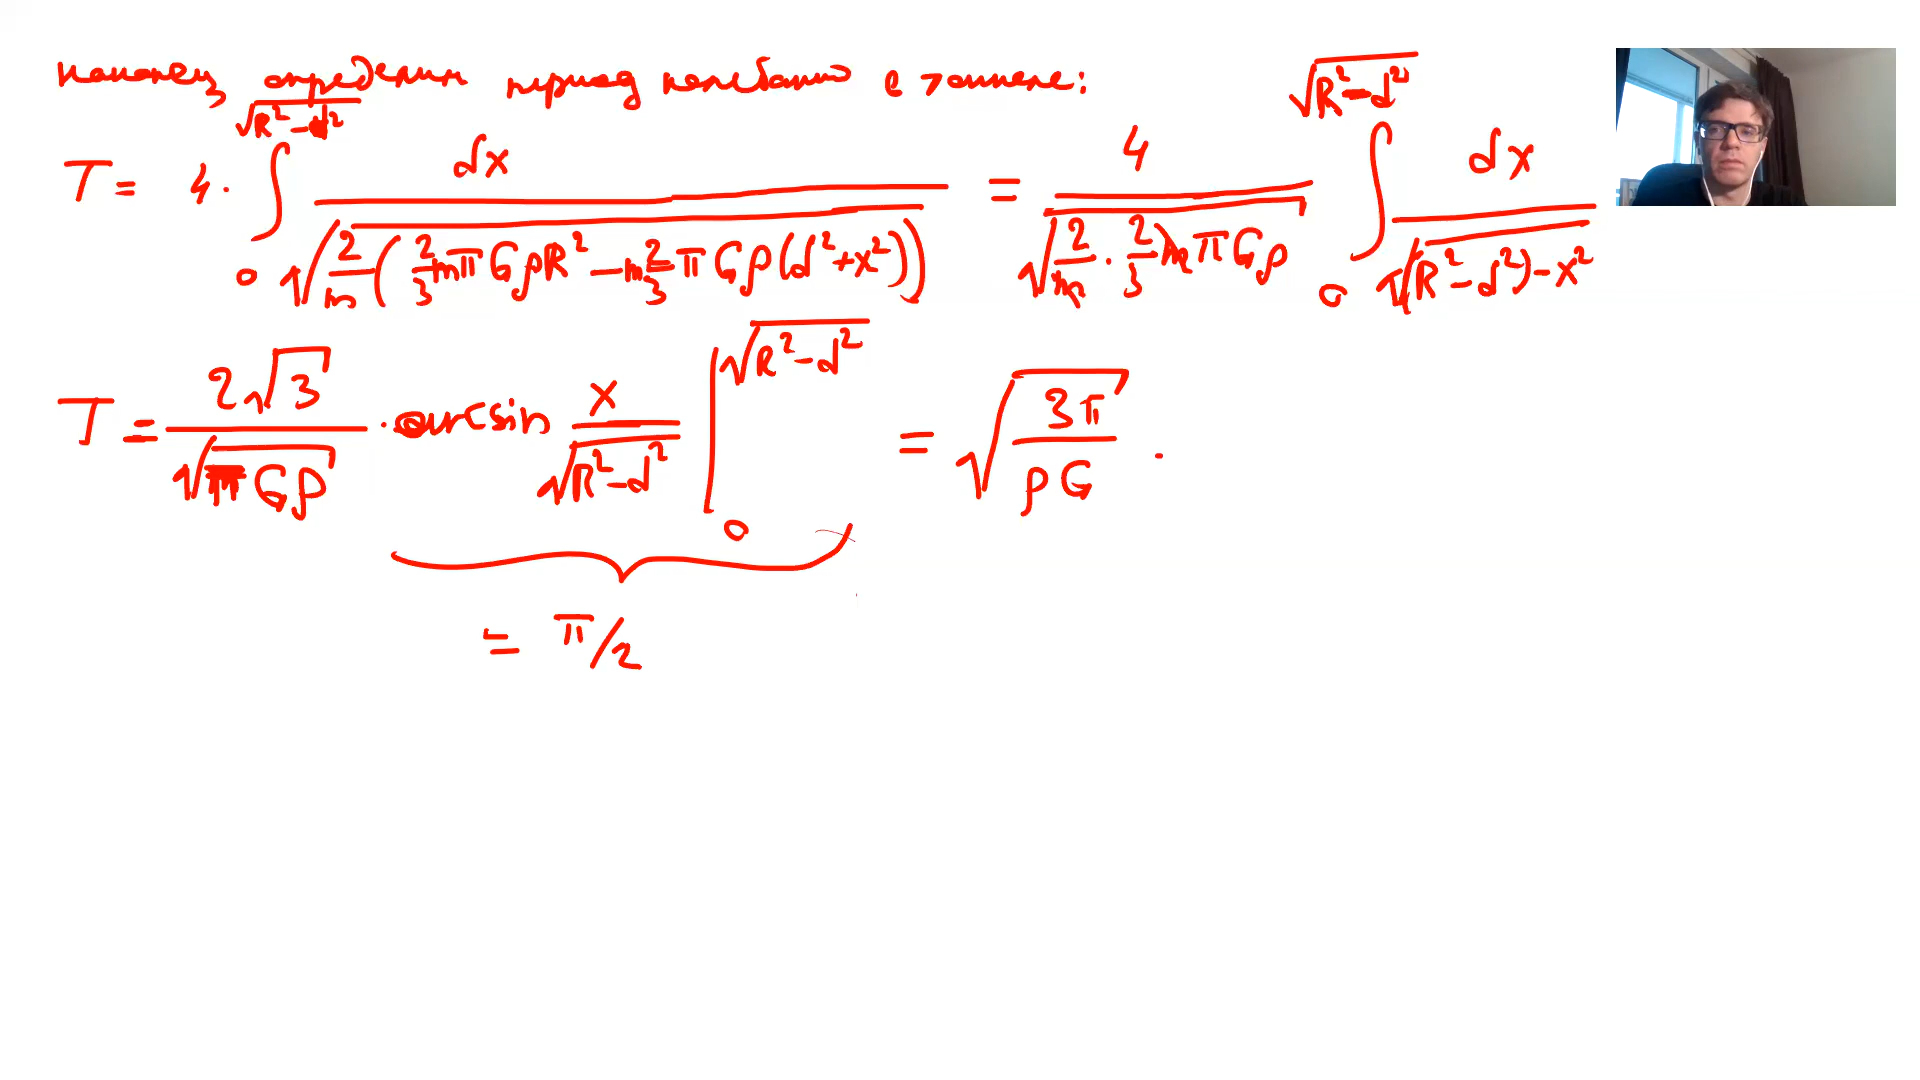 наконец определим период колебаний в тоннеле:
T = 4 · ∫₀^{√(R² − d²)} dx / √(2/m (2/3 mπGρR² − m 2/3 πGρ(d² + x²))) = 4 / √(2/m · 2/3 mπGρ) ∫₀^{√(R² − d²)} dx / √((R² − d²) − x²)
T = 2√3 / √(πGρ) · arcsin x / √(R² − d²) |₀^{√(R² − d²)} = √(3π / ρG) .
= π/2